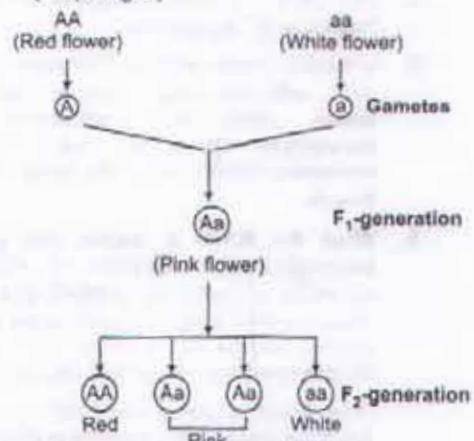 AA aa
(Red flower) (White flower)
A a Gametes
Aa F₁-generation
(Pink flower)
AA Aa Aa aa F₂-generation
Red White
Pink